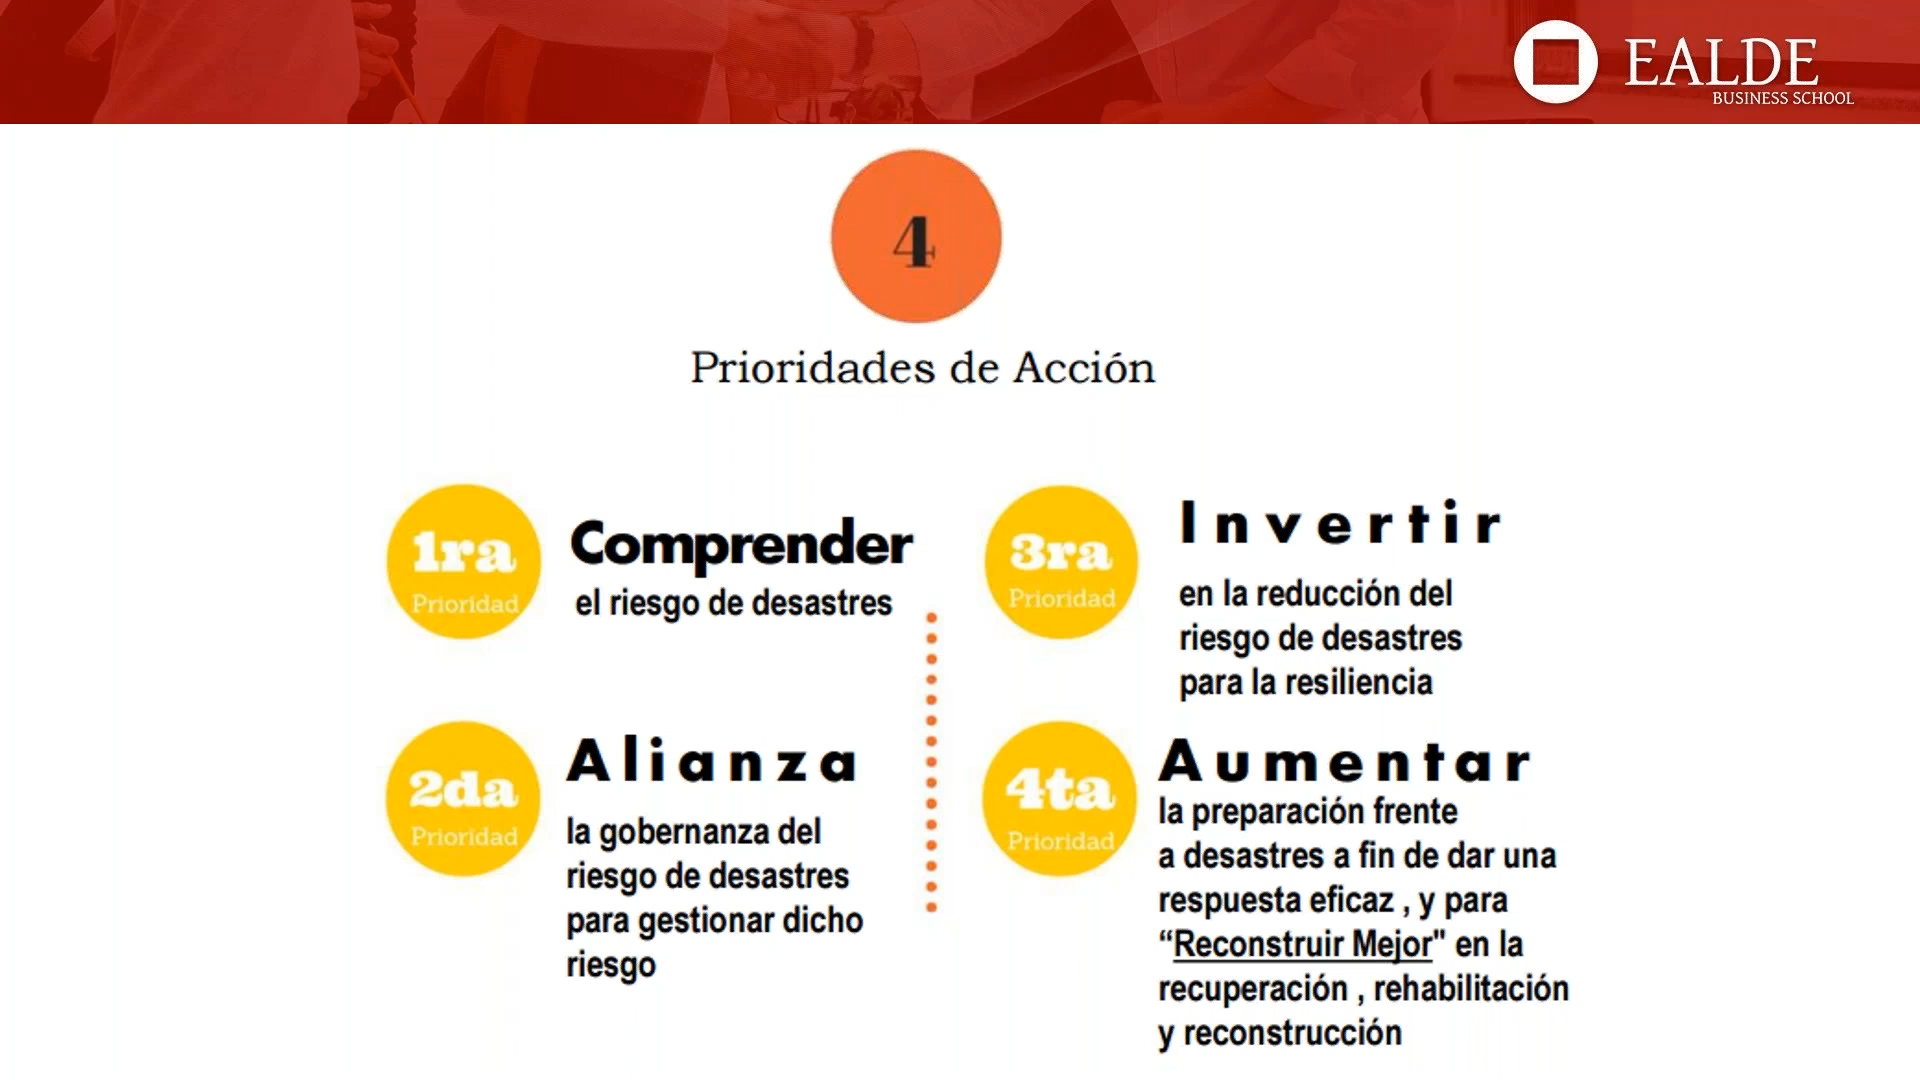 EALDE
BUSINESS SCHOOL
4
Prioridades de Acción
1ra
Prioridad
Comprender
el riesgo de desastres
2da
Prioridad
Alianza
la gobernanza del
riesgo de desastres
para gestionar dicho
riesgo
3ra
Prioridad
Invertir
en la reducción del
riesgo de desastres
para la resiliencia
4ta
Prioridad
Aumentar
la preparación frente
a desastres a fin de dar una
respuesta eficaz , y para
“Reconstruir Mejor" en la
recuperación , rehabilitación
y reconstrucción